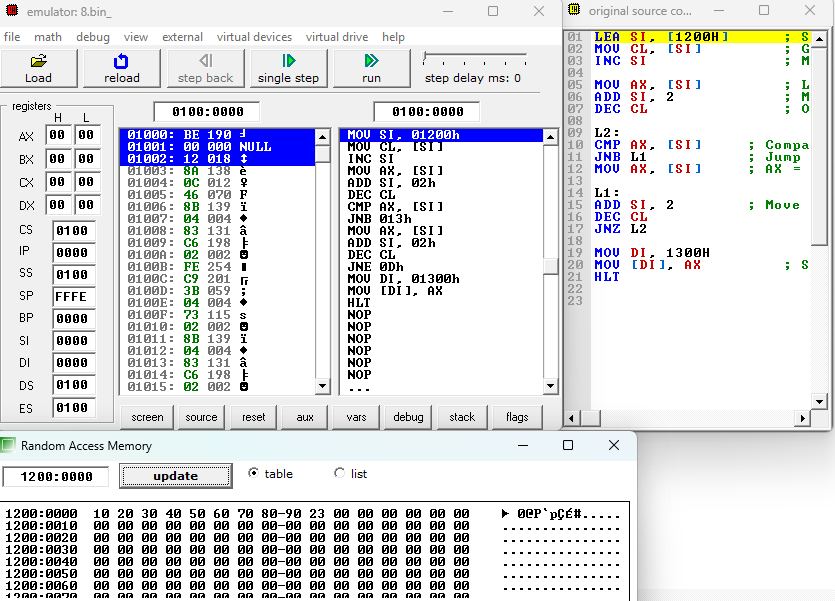 emulator: 8.bin_
file math debug view external virtual devices virtual drive help
Load reload step back single step run step delay ms: 0
registers
H L
AX 00 00
BX 00 00
CX 00 00
DX 00 00
CS 0100
IP 0000
SS 0100
SP FFFE
BP 0000
SI 0000
DI 0000
DS 0100
ES 0100
0100:0000
01000: BE 190 ╛
01001: 00 000 NULL
01002: 12 018 ↕
01003: 8A 138 è
01004: 0C 012 ♀
01005: 46 070 F
01006: 8B 139 ï
01007: 04 004 ♦
01008: 83 131 â
01009: C6 198 ╞
0100A: 02 002 ☻
0100B: FE 254 ■
0100C: C9 201 ╔
0100D: 3B 059 ;
0100E: 04 004 ♦
0100F: 73 115 s
01010: 02 002 ☻
01011: 8B 139 ï
01012: 04 004 ♦
01013: 83 131 â
01014: C6 198 ╞
01015: 02 002 ☻
0100:0000
MOV SI, 01200h
MOV CL, [SI]
INC SI
MOV AX, [SI]
ADD SI, 02h
DEC CL
CMP AX, [SI]
JNB 013h
MOV AX, [SI]
ADD SI, 02h
DEC CL
JNE 0Dh
MOV DI, 01300h
MOV [DI], AX
HLT
NOP
NOP
NOP
NOP
NOP
NOP
...
screen source reset aux vars debug stack flags
original source co...
01 LEA SI, [1200H] ; S
02 MOV CL, [SI] ; G
03 INC SI ; M
04
05 MOV AX, [SI] ; L
06 ADD SI, 2 ; M
07 DEC CL ; O
08
09 L2:
10 CMP AX, [SI] ; Compa
11 JNB L1 ; Jump
12 MOV AX, [SI] ; AX =
13
14 L1:
15 ADD SI, 2 ; Move
16 DEC CL
17 JNZ L2
18
19 MOV DI, 1300H
20 MOV [DI], AX ; S
21 HLT
22
23
Random Access Memory
1200:0000 update table list
1200:0000 10 20 30 40 50 60 70 80-90 23 00 00 00 00 00 00 ► 0@P`pÇÉ#......
1200:0010 00 00 00 00 00 00 00 00-00 00 00 00 00 00 00 00 ................
1200:0020 00 00 00 00 00 00 00 00-00 00 00 00 00 00 00 00 ................
1200:0030 00 00 00 00 00 00 00 00-00 00 00 00 00 00 00 00 ................
1200:0040 00 00 00 00 00 00 00 00-00 00 00 00 00 00 00 00 ................
1200:0050 00 00 00 00 00 00 00 00-00 00 00 00 00 00 00 00 ................
1200:0060 00 00 00 00 00 00 00 00-00 00 00 00 00 00 00 00 ................